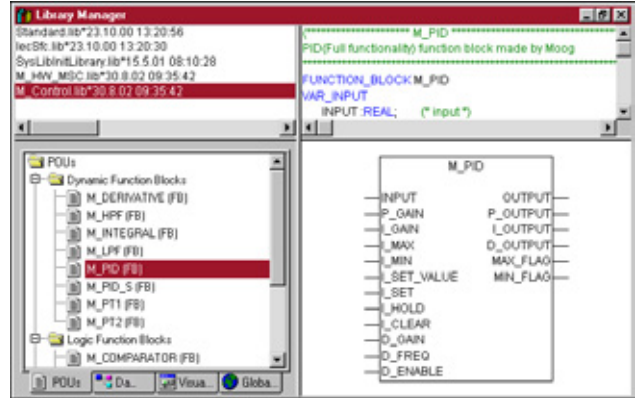 Library Manager
Standard.lib*23.10.00 13:20:56
IecSfc.lib*23.10.00 13:20:30
SysLibInitLibrary.lib*15.5.01 08:10:28
M_HW_MSC.lib*30.8.02 09:35:42
M_Control.lib*30.8.02 09:35:42
M_PID
PID(Full functionality) function block made by Moog
FUNCTION_BLOCK M_PID
VAR_INPUT
INPUT :REAL; (* input *)
POUs
Dynamic Function Blocks
M_DERIVATIVE (FB)
M_HPF (FB)
M_INTEGRAL (FB)
M_LPF (FB)
M_PID (FB)
M_PID_S (FB)
M_PT1 (FB)
M_PT2 (FB)
Logic Function Blocks
M_COMPARATOR (FB)
POUs Da... Visua... Globa...
M_PID
INPUT OUTPUT
P_GAIN P_OUTPUT
I_GAIN I_OUTPUT
I_MAX D_OUTPUT
I_MIN MAX_FLAG
I_SET_VALUE MIN_FLAG
I_SET
I_HOLD
I_CLEAR
D_GAIN
D_FREQ
D_ENABLE